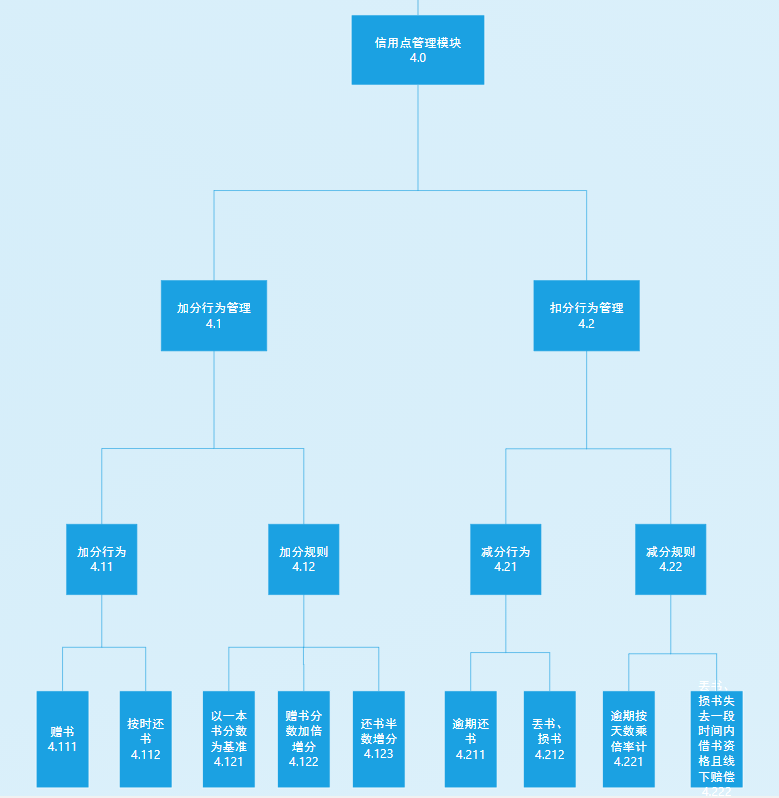 信用点管理模块
4.0
加分行为管理
4.1
扣分行为管理
4.2
加分行为
4.11
加分规则
4.12
减分行为
4.21
减分规则
4.22
赠书
4.111
按时还
书
4.112
以一本
书分数
为基准
4.121
赠书分
数加倍
增分
4.122
还书半
数增分
4.123
逾期还
书
4.211
丢书、
损书
4.212
逾期按
天数乘
倍率计
4.221
丢书、
损书失
去一段
时间内
借书资
格且线
下赔偿
4.222